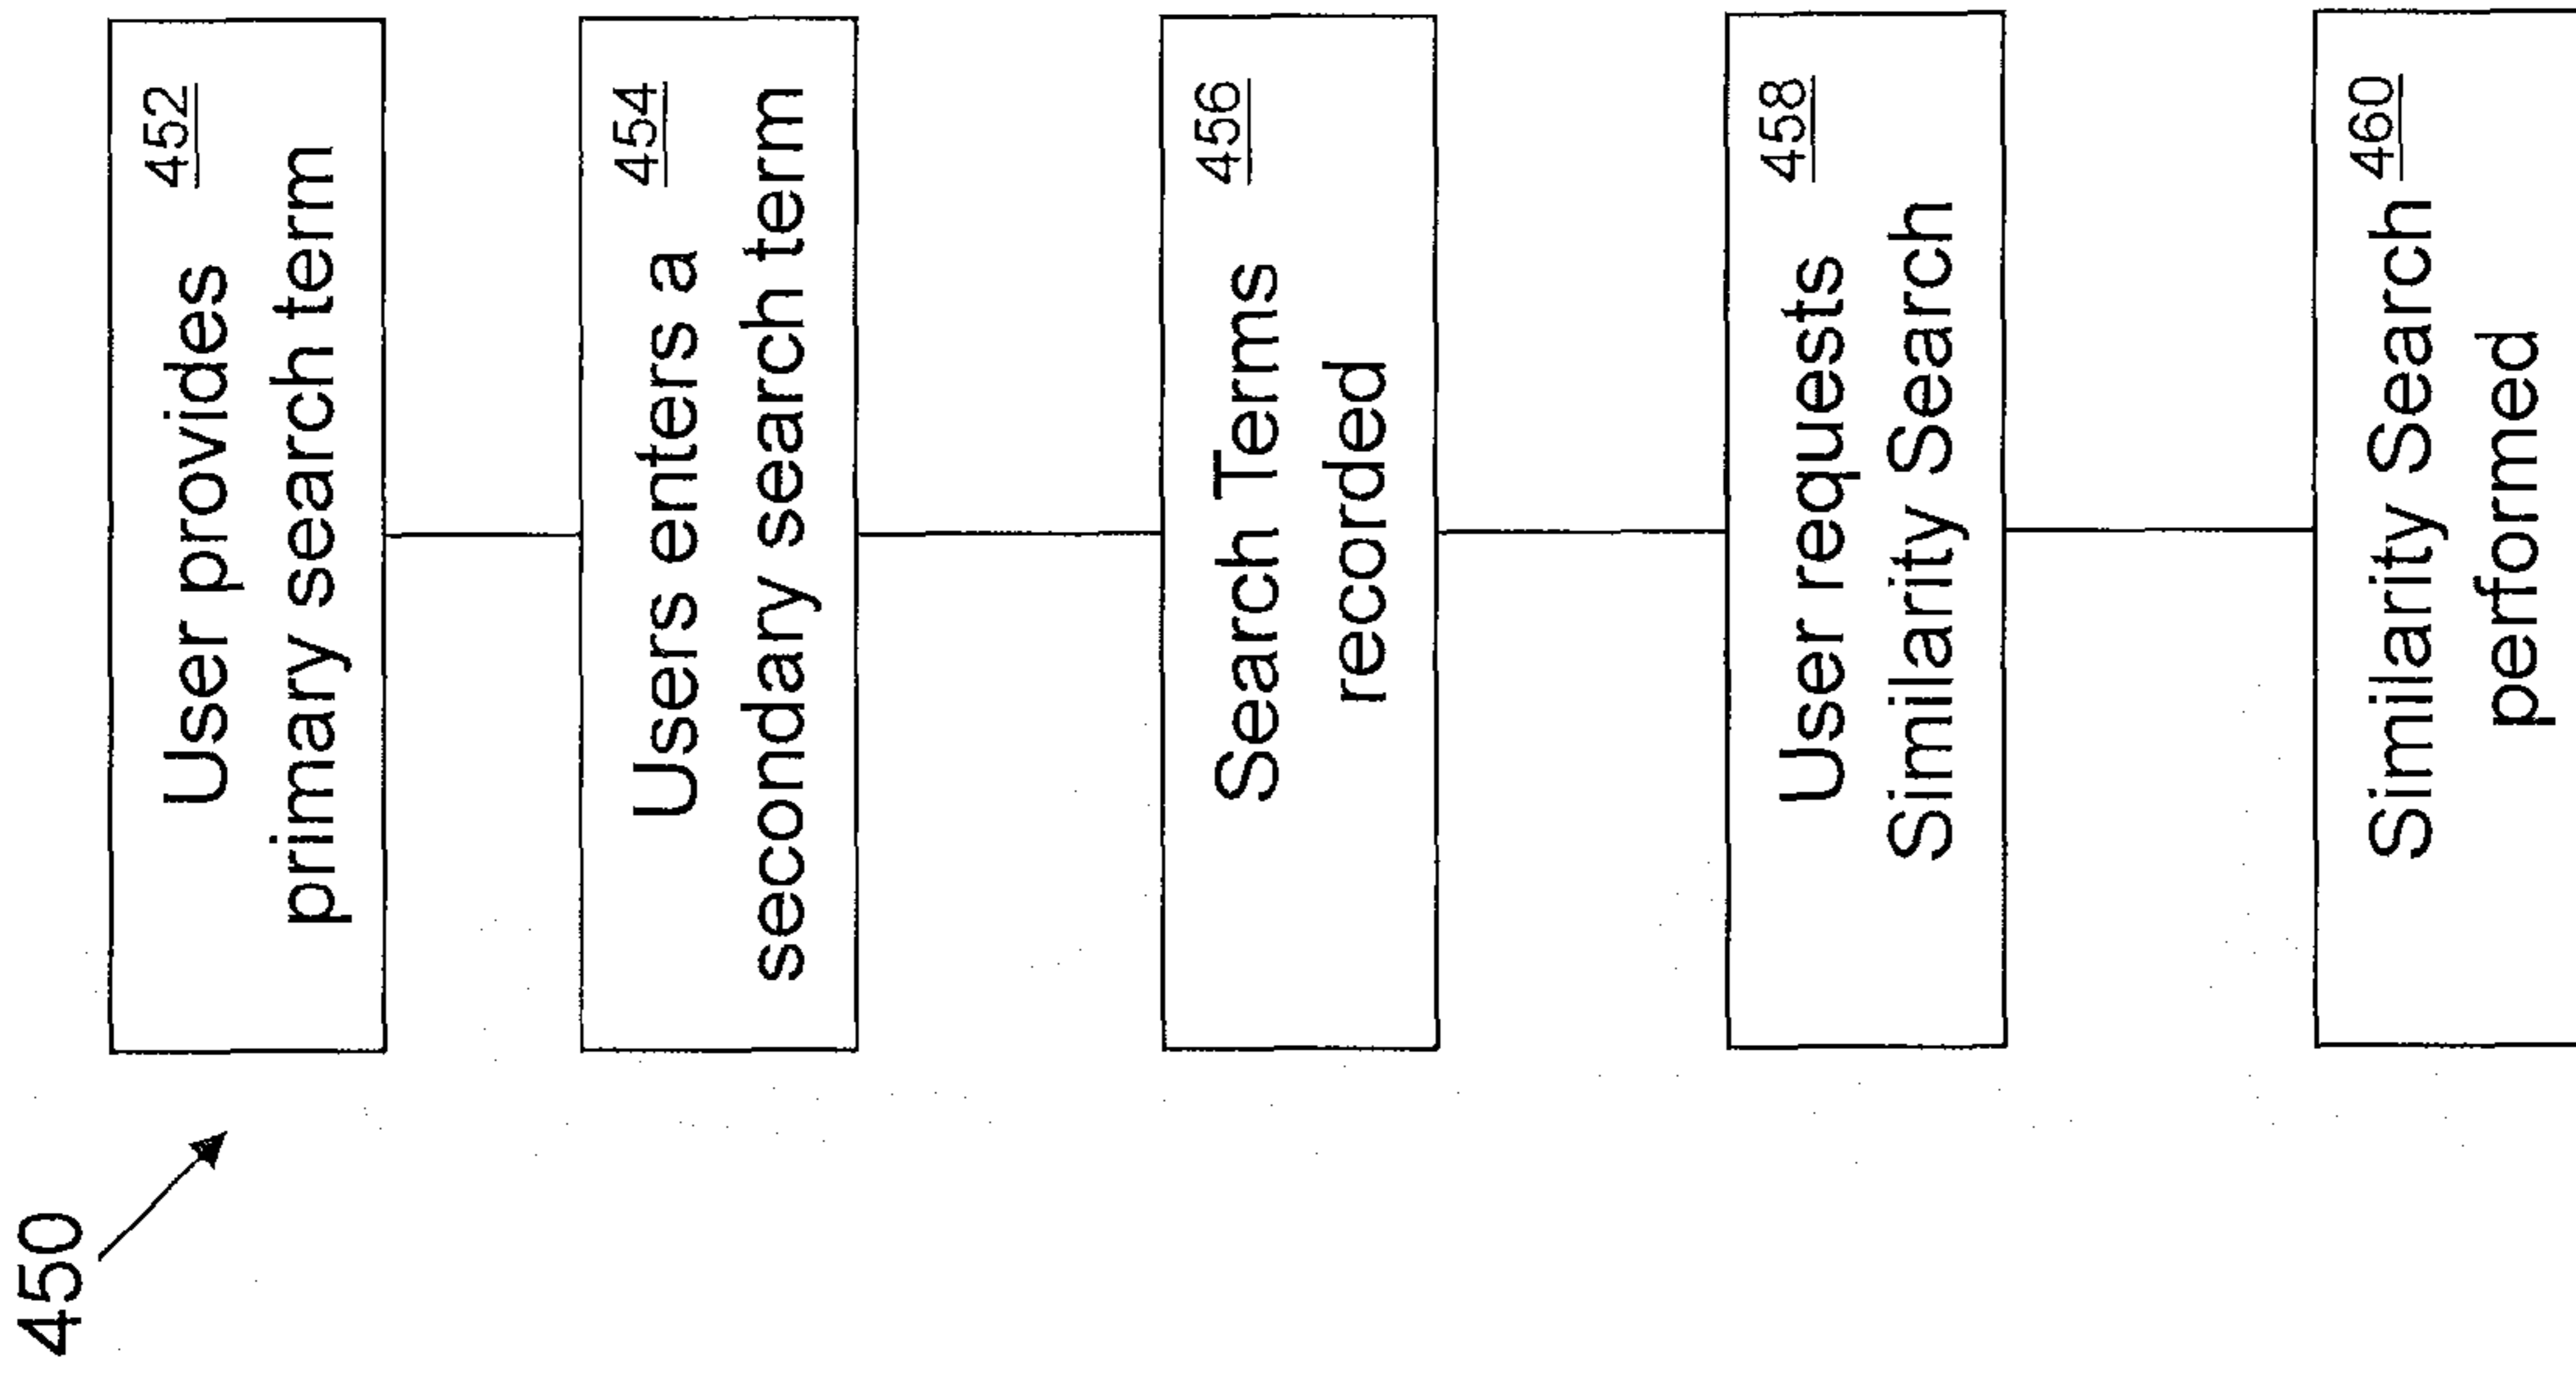 450
User provides 452
primary search term
Users enters a 454
secondary search term
Search Terms 456
recorded
User requests 458
Similarity Search
Similarity Search 460
performed